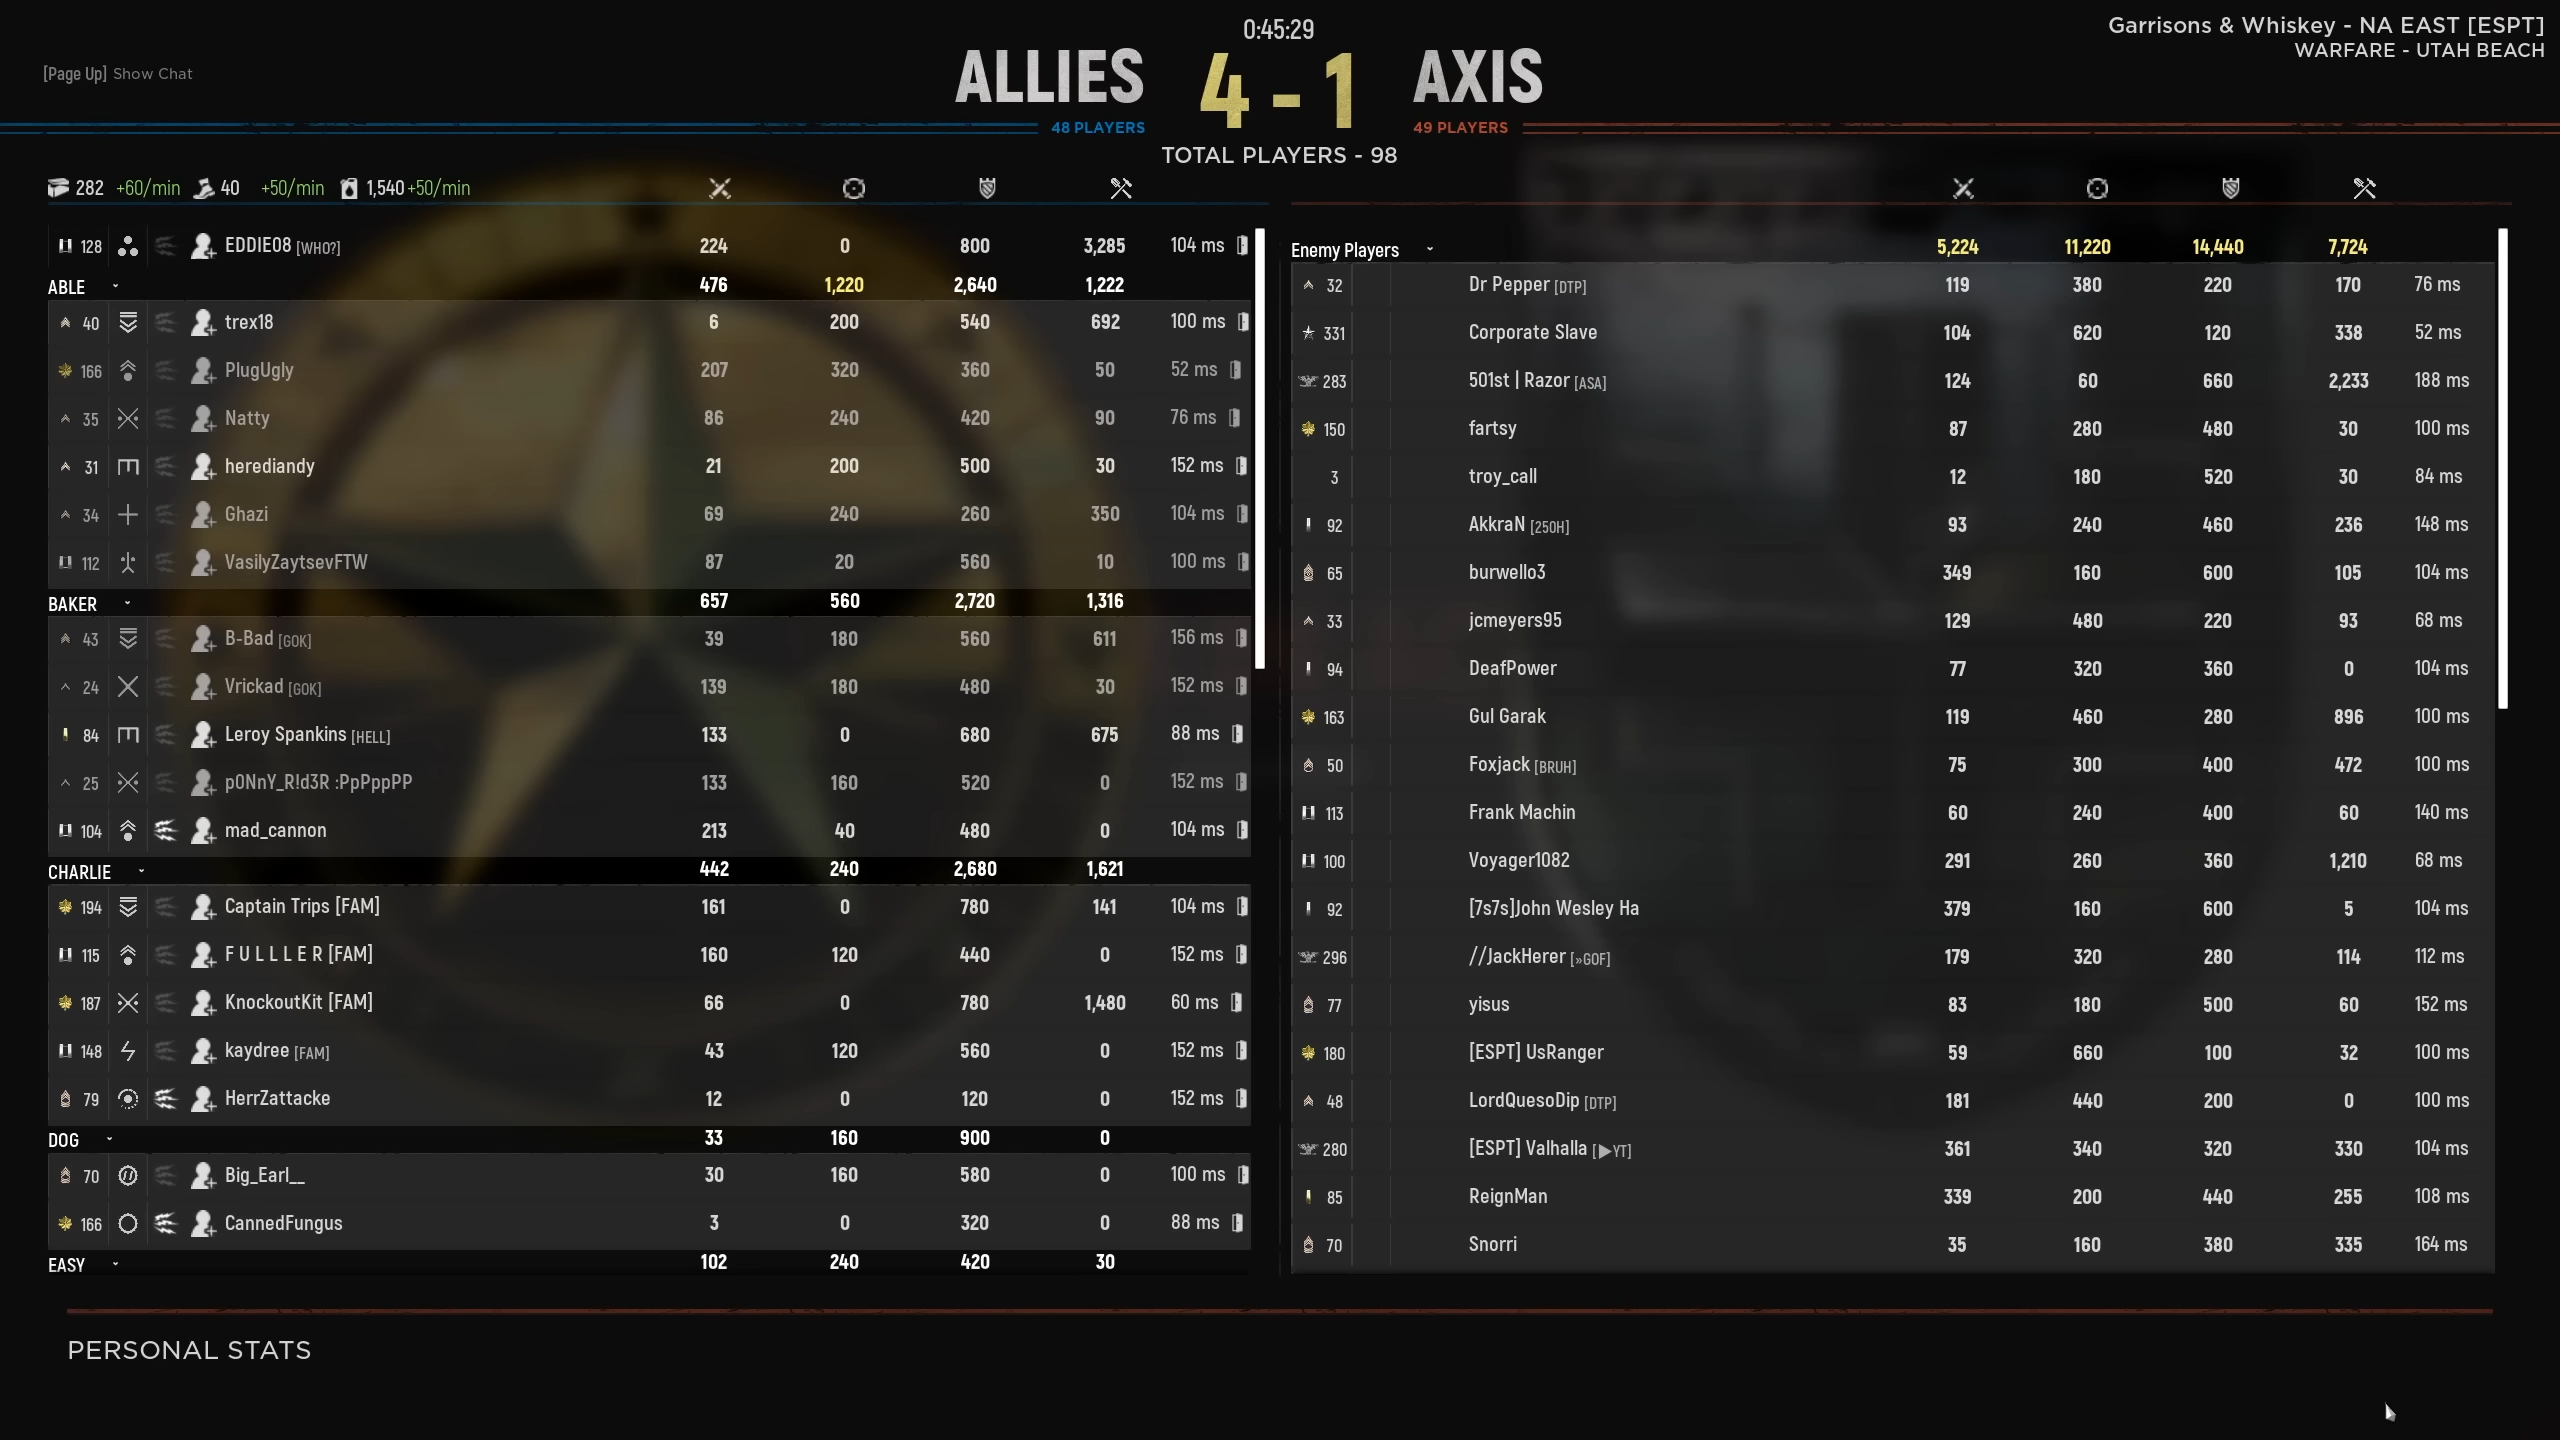 0:45:29
Garrisons & Whiskey - NA EAST [ESPT]
WARFARE - UTAH BEACH
[Page Up] Show Chat
ALLIES 4 - 1 AXIS
48 PLAYERS 49 PLAYERS
TOTAL PLAYERS - 98
282 +60/min 40 +50/min 1,540 +50/min
128 EDDIE08 [WHO?] 224 0 800 3,285 104 ms
ABLE 476 1,220 2,640 1,222
40 trex18 6 200 540 692 100 ms
166 PlugUgly 207 320 360 50 52 ms
35 Natty 86 240 420 90 76 ms
31 herediandy 21 200 500 30 152 ms
34 Ghazi 69 240 260 350 104 ms
112 VasilyZaytsevFTW 87 20 560 10 100 ms
BAKER 657 560 2,720 1,316
43 B-Bad [GOK] 39 180 560 611 156 ms
24 Vrickad [GOK] 139 180 480 30 152 ms
84 Leroy Spankins [HELL] 133 0 680 675 88 ms
25 p0NnY_R!d3R :PpPppPP 133 160 520 0 152 ms
104 mad_cannon 213 40 480 0 104 ms
CHARLIE 442 240 2,680 1,621
194 Captain Trips [FAM] 161 0 780 141 104 ms
115 F U L L L E R [FAM] 160 120 440 0 152 ms
187 KnockoutKit [FAM] 66 0 780 1,480 60 ms
148 kaydree [FAM] 43 120 560 0 152 ms
79 HerrZattacke 12 0 120 0 152 ms
DOG 33 160 900 0
70 Big_Earl__ 30 160 580 0 100 ms
166 CannedFungus 3 0 320 0 88 ms
EASY 102 240 420 30
Enemy Players 5,224 11,220 14,440 7,724
32 Dr Pepper [DTP] 119 380 220 170 76 ms
331 Corporate Slave 104 620 120 338 52 ms
283 501st | Razor [ASA] 124 60 660 2,233 188 ms
150 fartsy 87 280 480 30 100 ms
3 troy_call 12 180 520 30 84 ms
92 AkkraN [250H] 93 240 460 236 148 ms
65 burwello3 349 160 600 105 104 ms
33 jcmeyers95 129 480 220 93 68 ms
94 DeafPower 77 320 360 0 104 ms
163 Gul Garak 119 460 280 896 100 ms
50 Foxjack [BRUH] 75 300 400 472 100 ms
113 Frank Machin 60 240 400 60 140 ms
100 Voyager1082 291 260 360 1,210 68 ms
92 [7s7s]John Wesley Ha 379 160 600 5 104 ms
296 //JackHerer [»GOF] 179 320 280 114 112 ms
77 yisus 83 180 500 60 152 ms
180 [ESPT] UsRanger 59 660 100 32 100 ms
48 LordQuesoDip [DTP] 181 440 200 0 100 ms
280 [ESPT] Valhalla [▶YT] 361 340 320 330 104 ms
85 ReignMan 339 200 440 255 108 ms
70 Snorri 35 160 380 335 164 ms
PERSONAL STATS